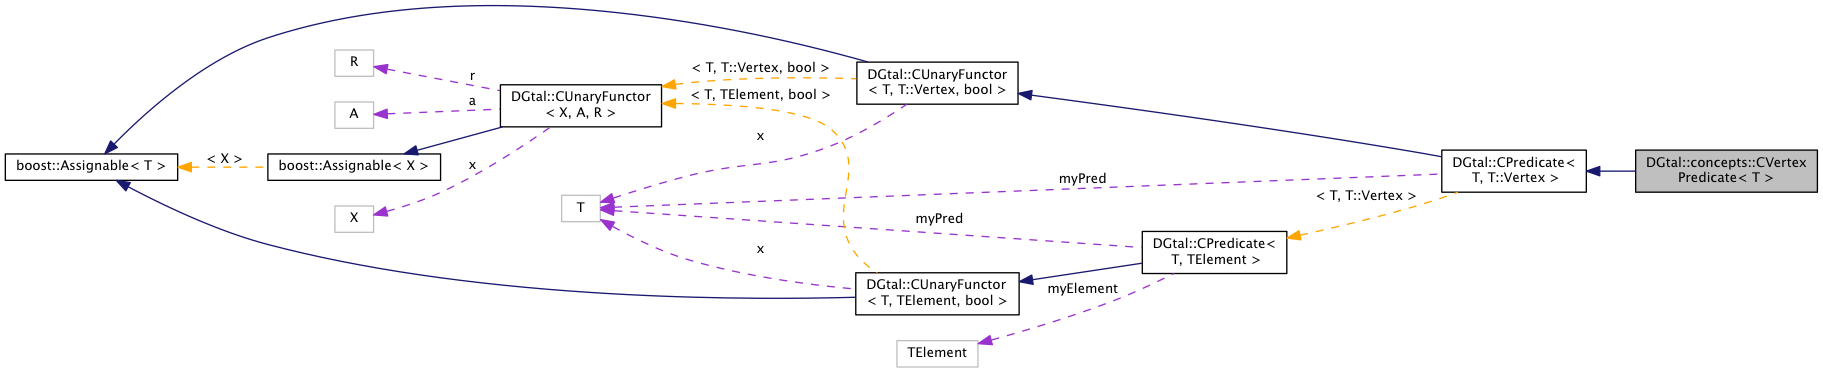 R
r
A
a
DGtal::CUnaryFunctor
< X, A, R >
< T, T::Vertex, bool >
< T, TElement, bool >
DGtal::CUnaryFunctor
< T, T::Vertex, bool >
boost::Assignable< T >
< X >
boost::Assignable< X >
x
X
x
T
myPred
DGtal::CPredicate<
T, T::Vertex >
DGtal::concepts::CVertex
Predicate< T >
< T, T::Vertex >
myPred
x
DGtal::CPredicate<
T, TElement >
DGtal::CUnaryFunctor
< T, TElement, bool >
myElement
TElement